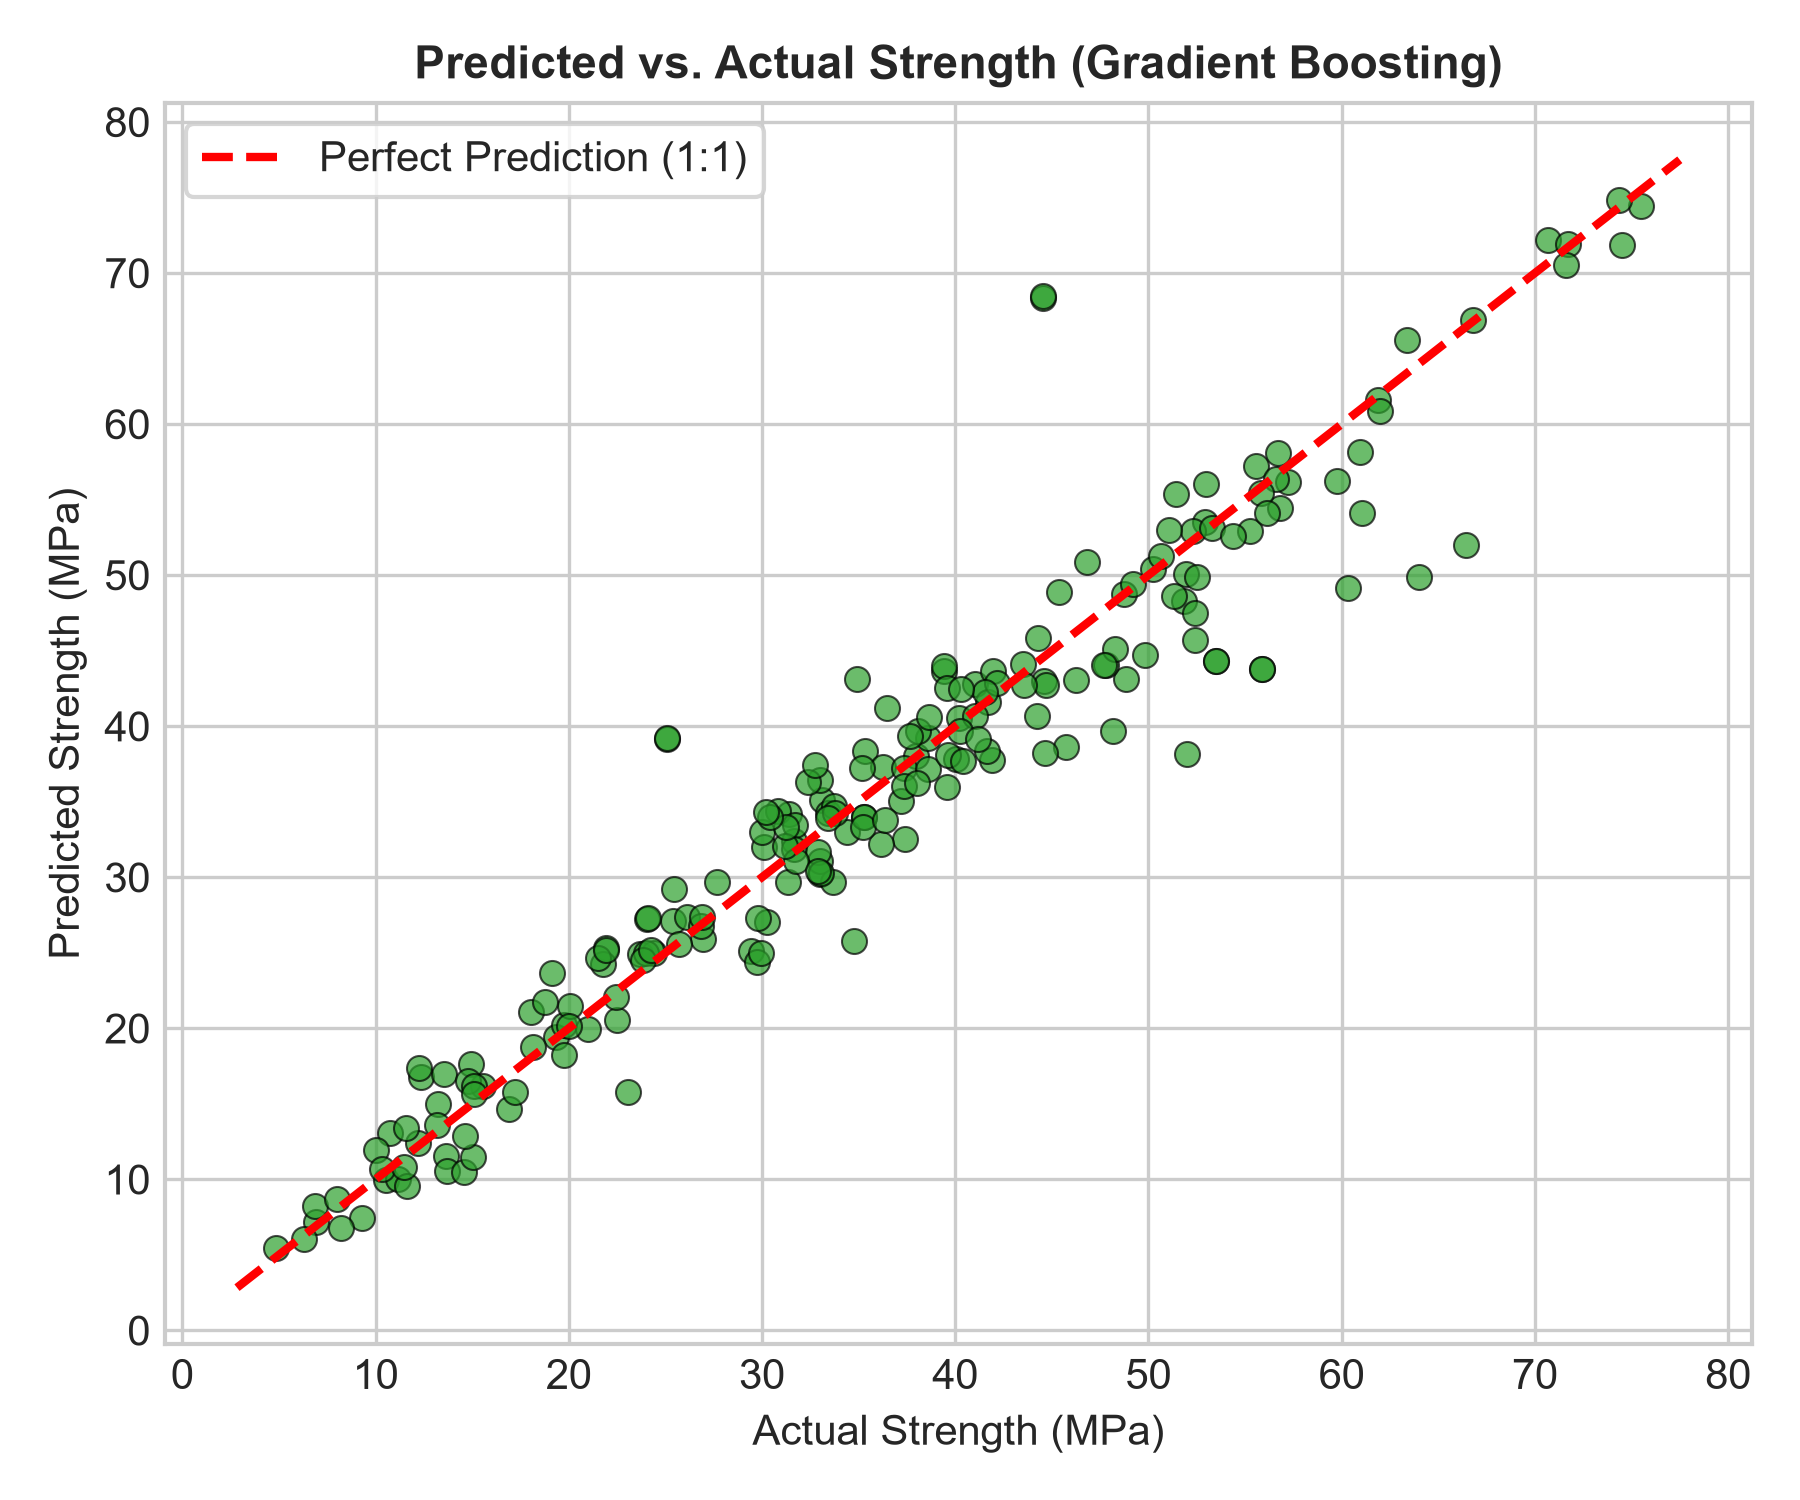 Predicted vs. Actual Strength (Gradient Boosting)
Perfect Prediction (1:1)
Predicted Strength (MPa)
80
70
60
50
40
30
20
10
0
0 10 20 30 40 50 60 70 80
Actual Strength (MPa)